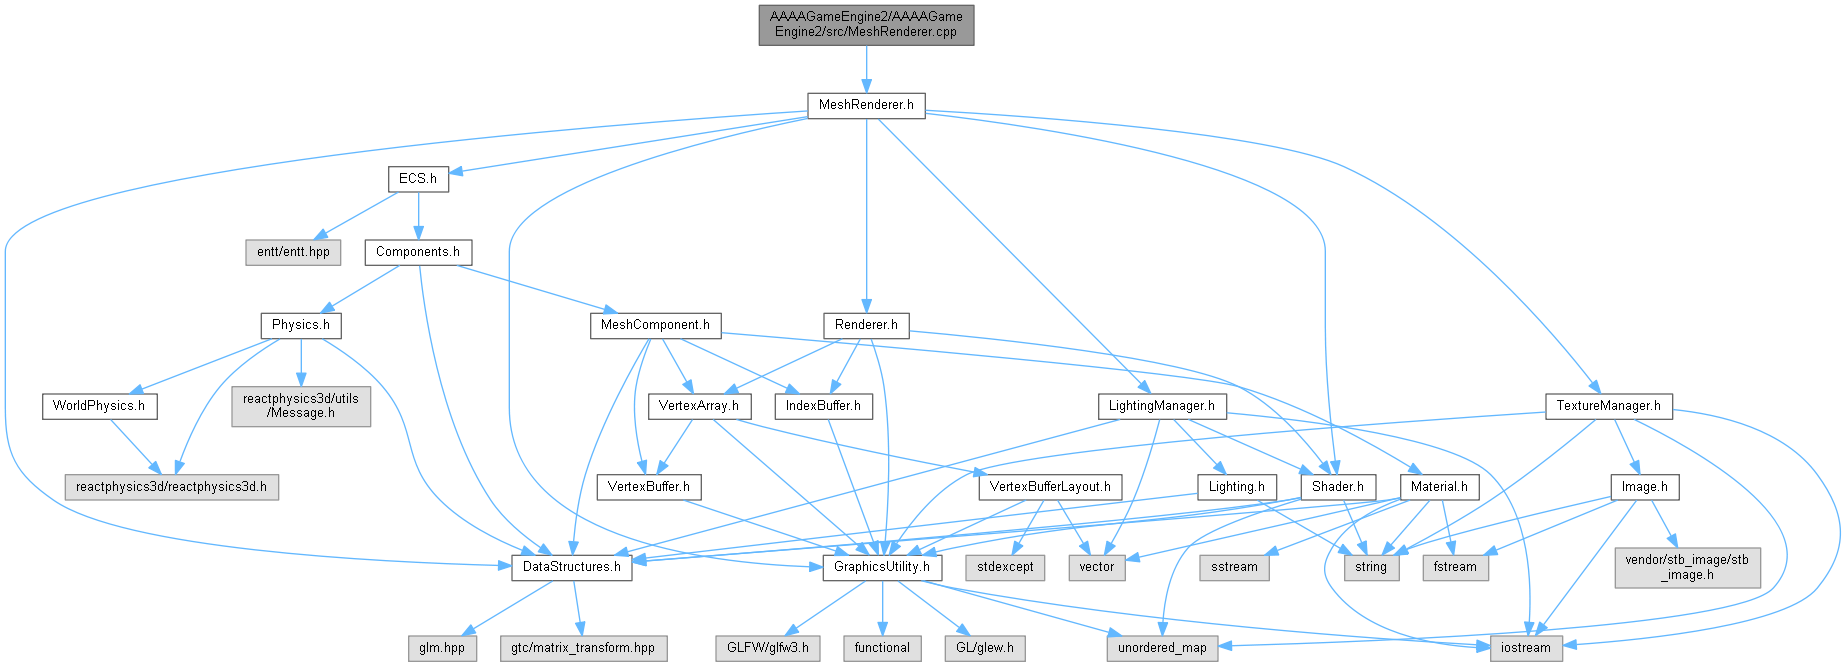 AAAAGameEngine2/AAAAGame
Engine2/src/MeshRenderer.cpp
MeshRenderer.h
ECS.h
entt/entt.hpp
Components.h
Physics.h
MeshComponent.h
Renderer.h
WorldPhysics.h
reactphysics3d/utils
/Message.h
VertexArray.h
IndexBuffer.h
LightingManager.h
TextureManager.h
reactphysics3d/reactphysics3d.h
VertexBuffer.h
VertexBufferLayout.h
Lighting.h
Shader.h
Material.h
Image.h
DataStructures.h
GraphicsUtility.h
stdexcept
vector
sstream
string
fstream
vendor/stb_image/stb
_image.h
glm.hpp
gtc/matrix_transform.hpp
GLFW/glfw3.h
functional
GL/glew.h
unordered_map
iostream